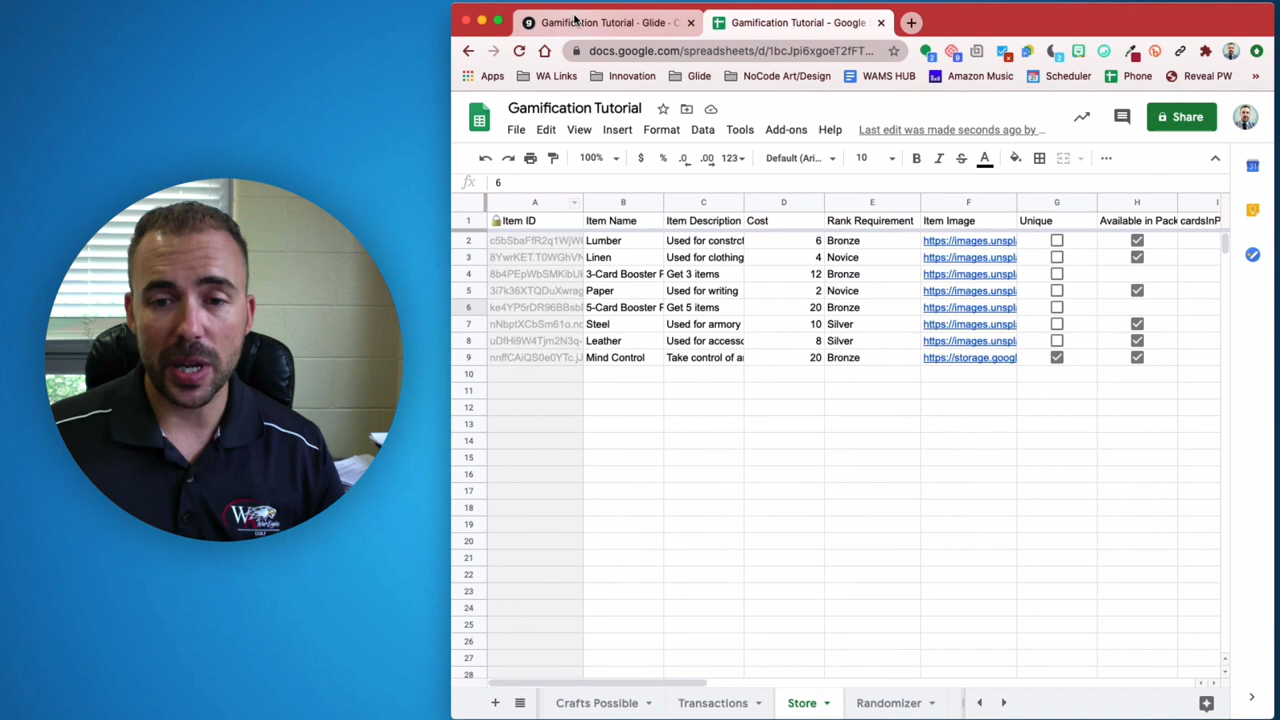 Gamification Tutorial · Glide · C
Gamification Tutorial - Google
docs.google.com/spreadsheets/d/1bcJpi6xgoeT2fFT...
Apps WA Links Innovation Glide NoCode Art/Design WAMS HUB Amazon Music Scheduler Phone Reveal PW »
Gamification Tutorial
Share
File Edit View Insert Format Data Tools Add-ons Help Last edit was made seconds ago by ...
100% $ % .0 .00 123 Default (Ari... 10 B I S A
fx 6
A B C D E F G H I
1 Item ID Item Name Item Description Cost Rank Requirement Item Image Unique Available in Pack cardsInP
2 Lumber Used for construct 6 Bronze https://images.unspl
3 Linen Used for clothing 4 Novice https://images.unspl
4 3-Card Booster P Get 3 items 12 Bronze https://images.unspl
5 Paper Used for writing 2 Novice https://images.unspl
6 5-Card Booster P Get 5 items 20 Bronze https://images.unspl
7 Steel Used for armory 10 Silver https://images.unspl
8 Leather Used for accesso 8 Silver https://images.unspl
9 Mind Control Take control of a 20 Bronze https://storage.googl
10
11
12
13
14
15
16
17
18
19
20
21
22
23
24
25
26
27
28
Crafts Possible Transactions Store Randomizer
W
GOLF